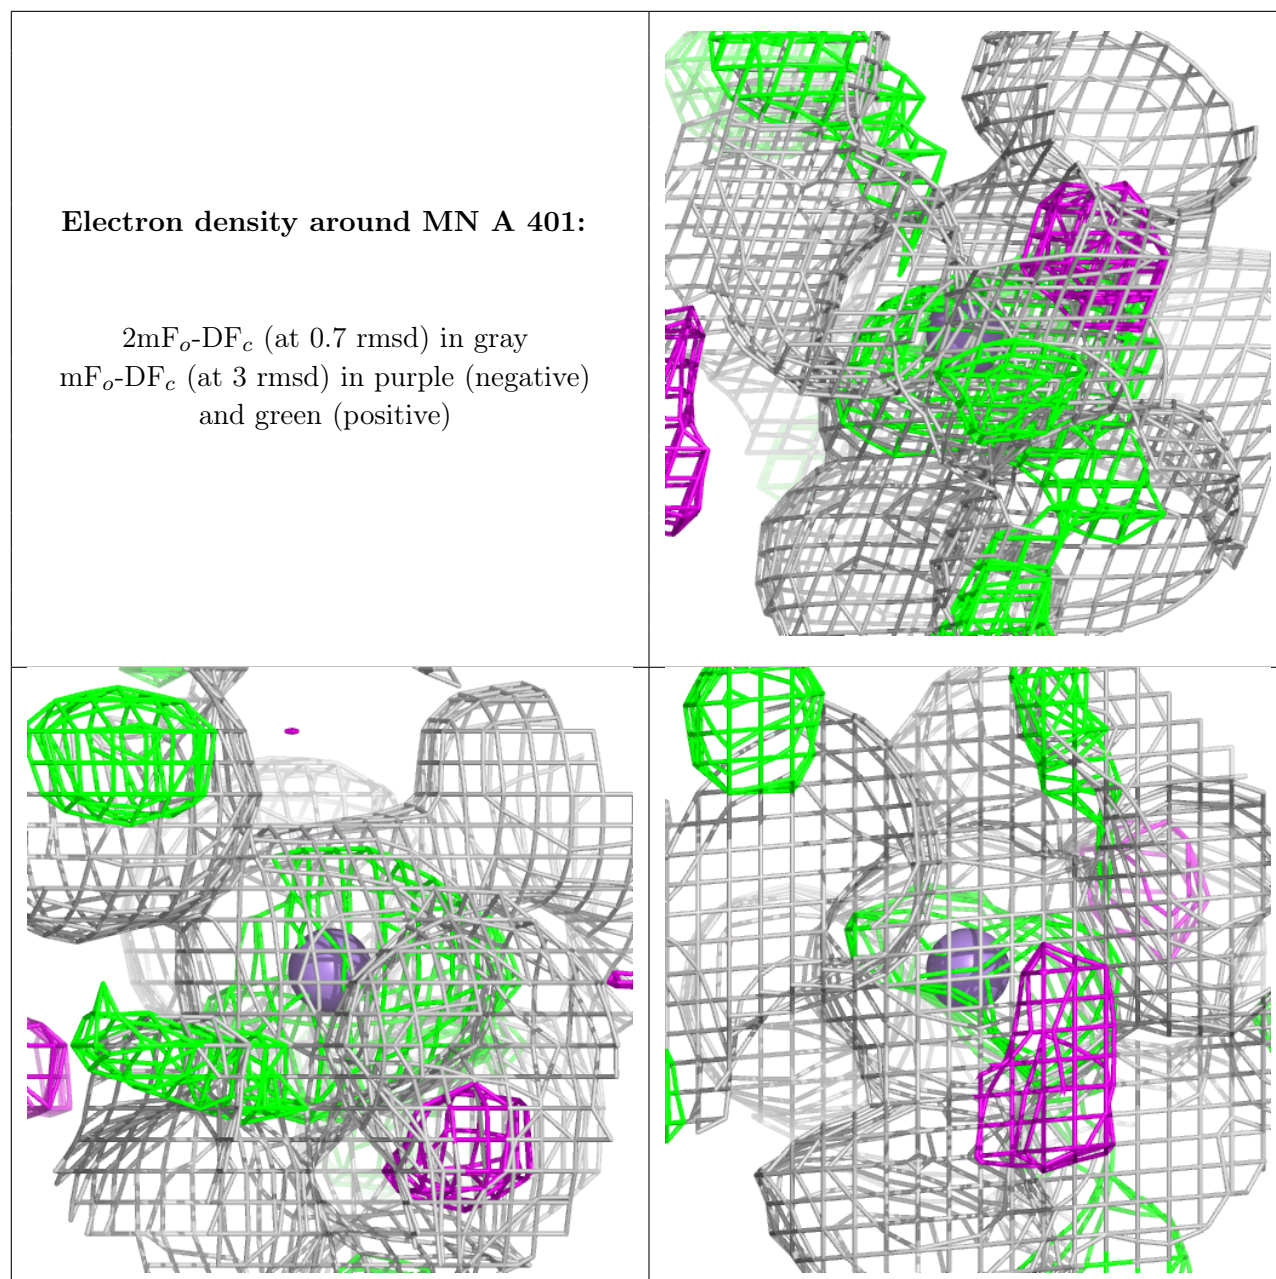 Electron density around MN A 401:
2mFo-DFc (at 0.7 rmsd) in gray
mFo-DFc (at 3 rmsd) in purple (negative)
and green (positive)